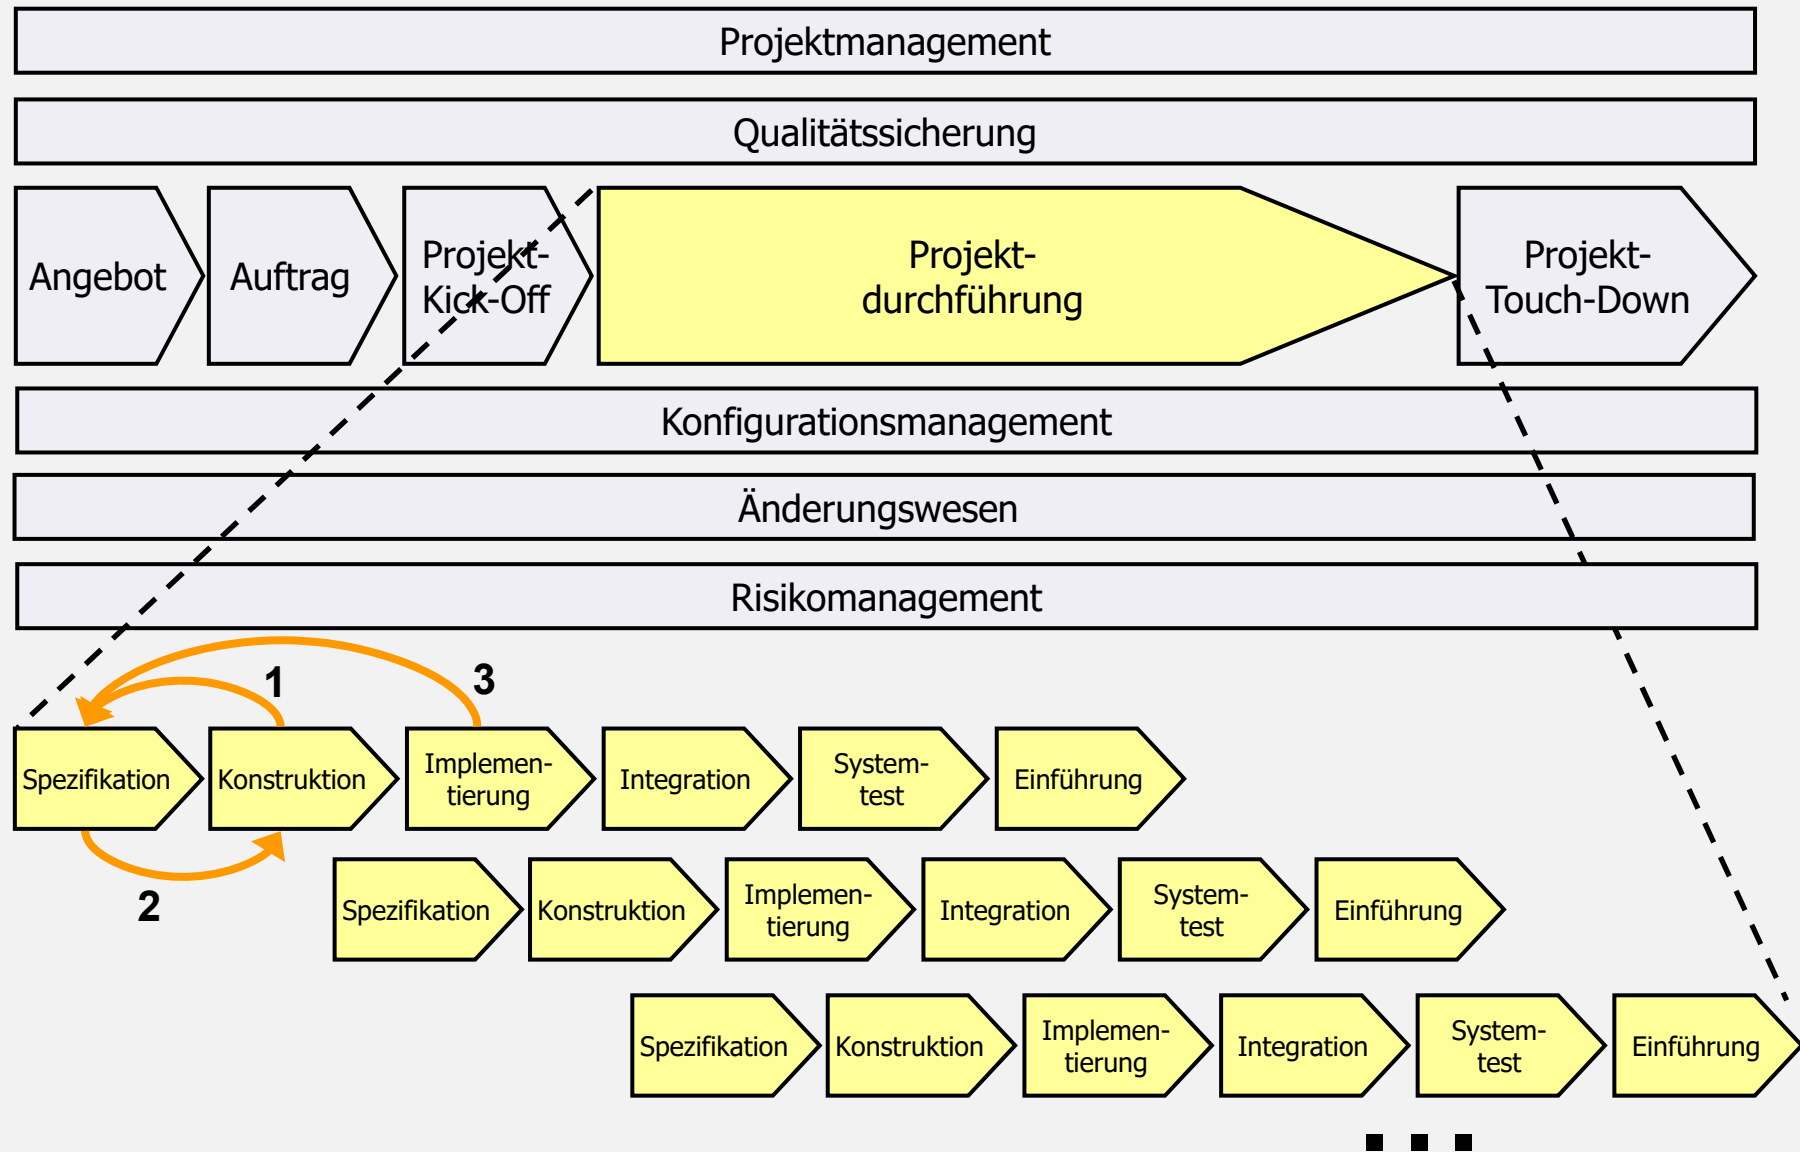 Projektmanagement
Qualitätssicherung
Angebot
Auftrag
Projekt-
Kick-Off
Projekt-
durchführung
Projekt-
Touch-Down
Konfigurationsmanagement
Änderungswesen
Risikomanagement
1
3
Spezifikation
Konstruktion
Implemen-
tierung
Integration
System-
test
Einführung
2
Spezifikation
Konstruktion
Implemen-
tierung
Integration
System-
test
Einführung
Spezifikation
Konstruktion
Implemen-
tierung
Integration
System-
test
Einführung
...